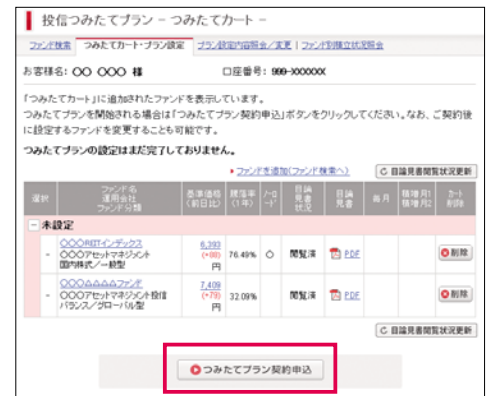 投信つみたてプラン － つみたてカート －
ファンド検索 つみたてカート・プラン設定 プラン設定内容照会／変更 | ファンド別積立状況照会
お客様名: ○○ ○○○ 様 口座番号: 999-XXXXXX
「つみたてカート」に追加されたファンドを表示しています。
つみたてプランを開始される場合は「つみたてプラン契約申込」ボタンをクリックしてください。なお、ご契約後
に設定するファンドを変更することも可能です。
つみたてプランの設定はまだ完了しておりません。
ファンドを追加(ファンド検索へ) 目論見書閲覧状況更新
選択 ファンド名 運用会社 ファンド分類 基準価格 (前日比) 騰落率 (1年) ノーロード 目論見書状況 目論見書 毎月 積増月1 積増月2 カート削除
未設定
- ○○○REITインデックス 6,393 76.49% ○ 閲覧済 PDF 削除
○○○アセットマネジメント (+88)
国内株式／一般型 円
- ○○○△△△△ファンド 7,409 32.09% 閲覧済 PDF 削除
○○○アセットマネジメント投信 (+79)
バランス／グローバル型 円
目論見書閲覧状況更新
つみたてプラン契約申込